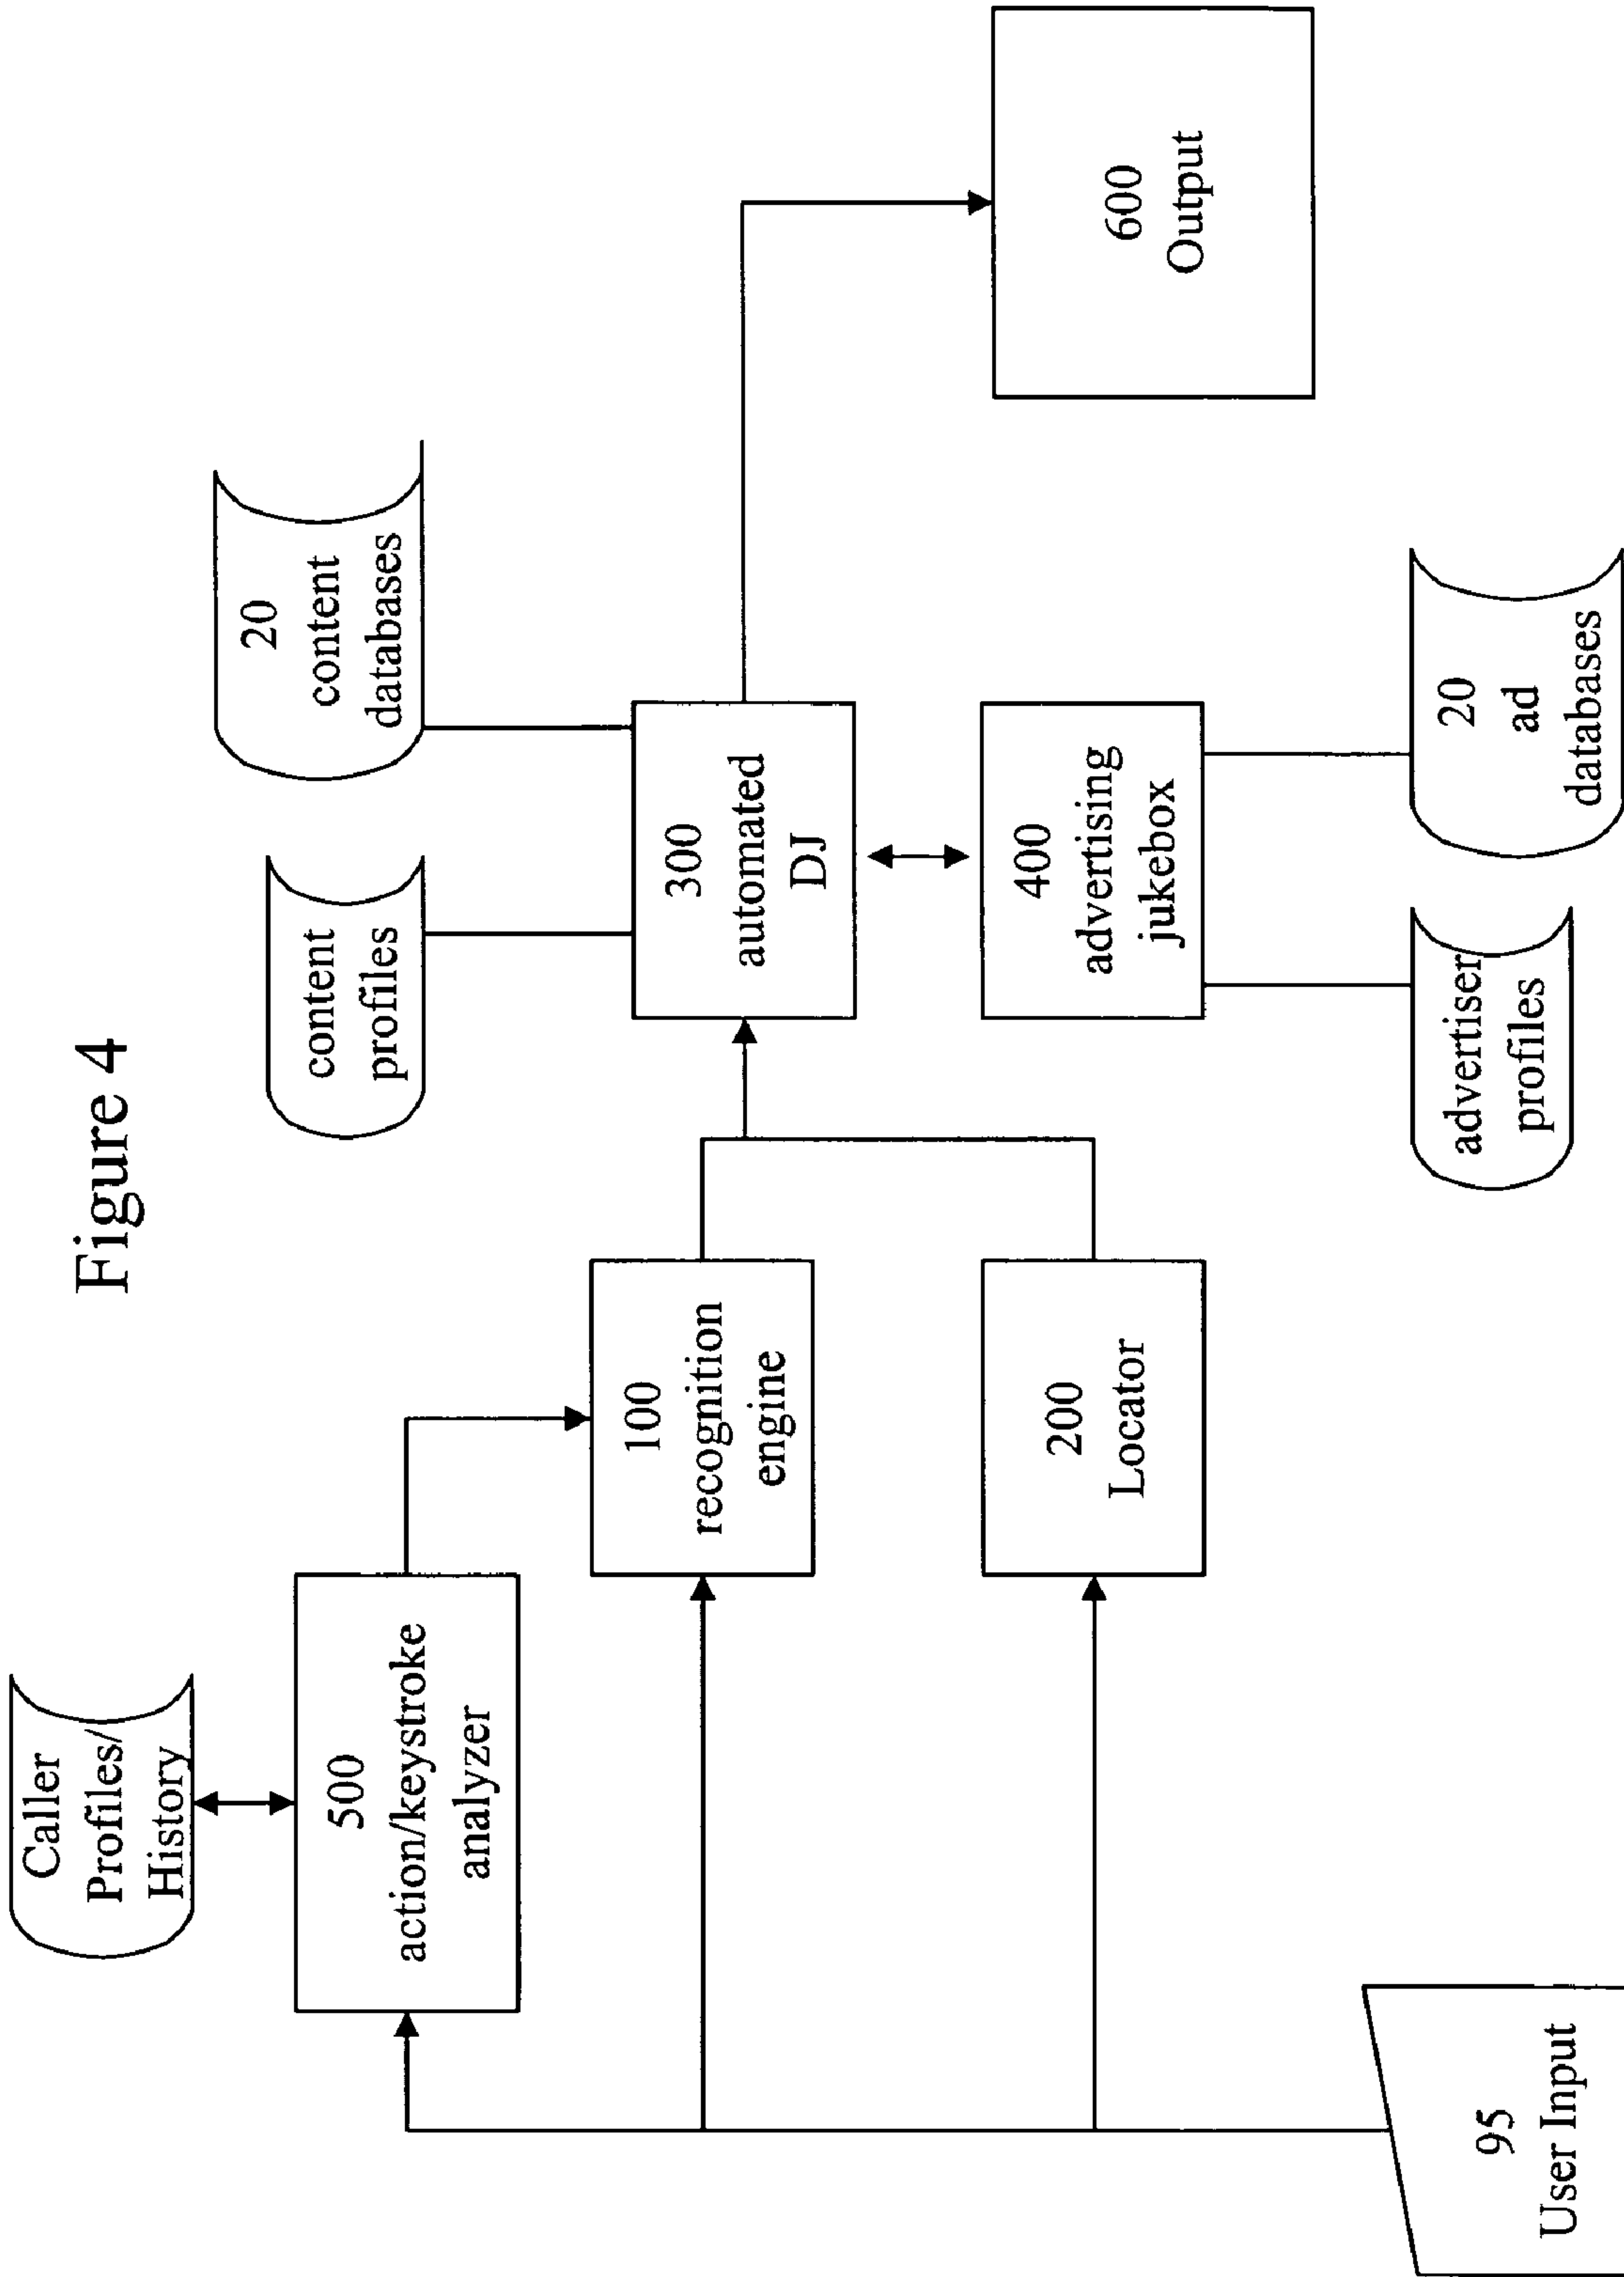 Figure 4
Caller
Profiles/
History
500
action/keystroke
analyzer
100
recognition
engine
200
Locator
95
User Input
content
profiles
20
content
databases
300
automated
DJ
400
advertising
jukebox
advertiser
profiles
20
ad
databases
600
Output